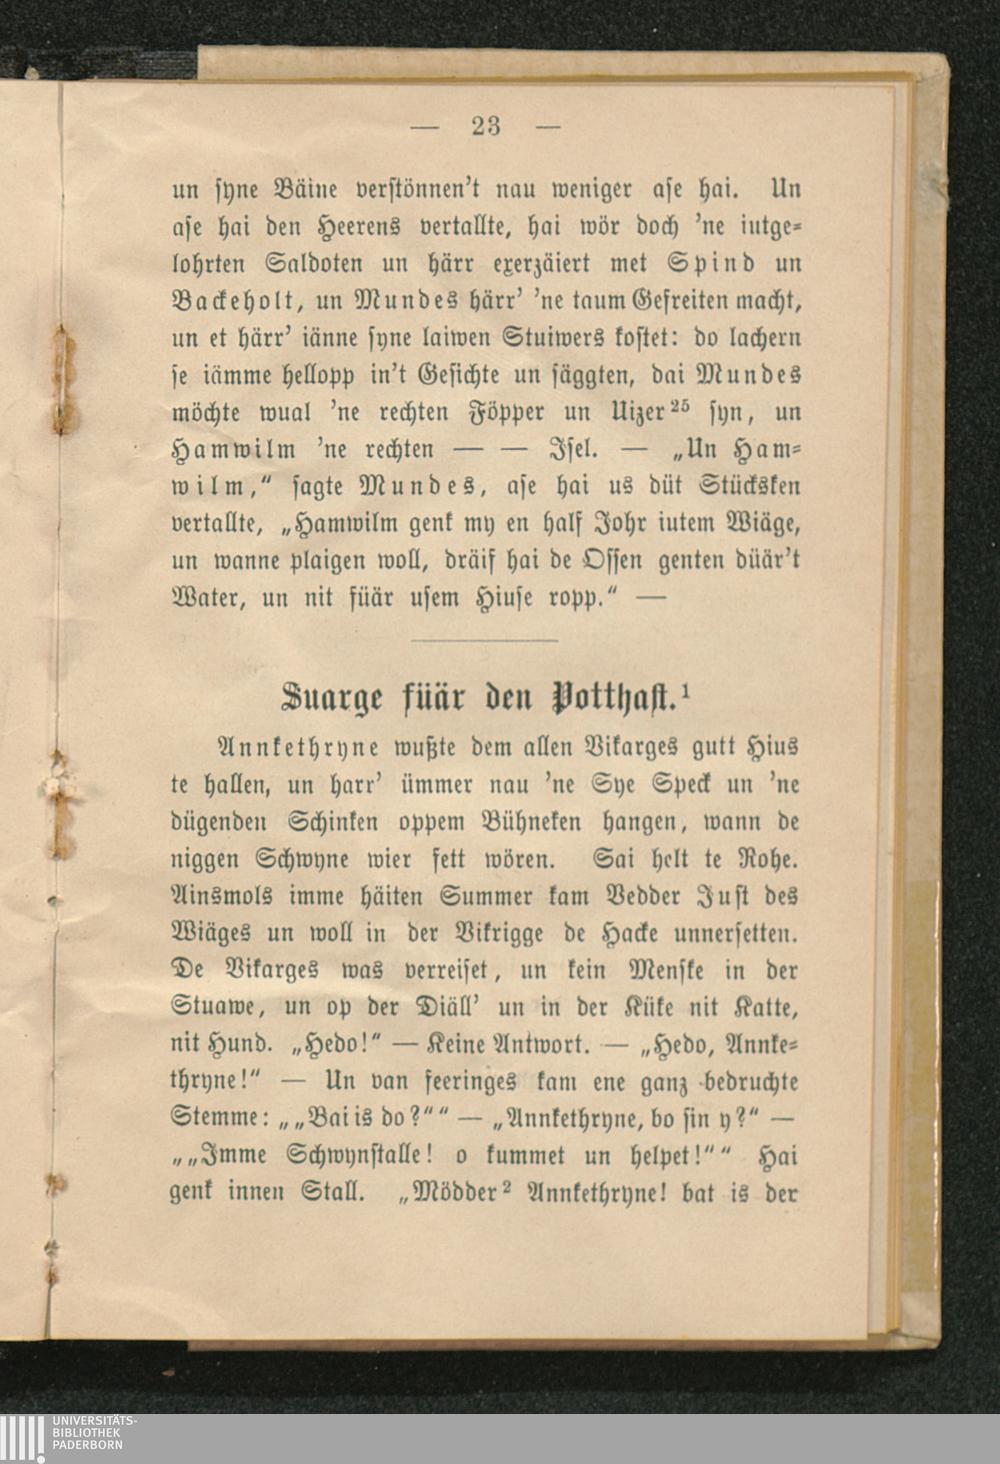 — 23 —
un syne Bäine verstönnen't nau weniger ase hai. Un
ase hai den Heerens vertallte, hai wör doch 'ne iutge-
lohrten Saldoten un härr exerzäiert met Spind un
Backeholt, un Mundes härr' 'ne taum Gefreiten macht,
un et härr' iänne syne laiwen Stuiwers kostet: do lachern
se iämme hellopp in't Gesichte un säggten, dai Mundes
möchte wual 'ne rechten Föpper un Uizer²⁵ syn, un
Hamwilm 'ne rechten — — Isel. — „Un Ham-
wilm,“ sagte Mundes, ase hai us düt Stücksken
vertallte, „Hamwilm genk my en half Johr iutem Wiäge,
un wanne plaigen woll, dräif hai de Ossen genten düär't
Water, un nit füär usem Hiuse ropp.“ —
Suarge füär den Potthast.¹
Annkethryne wußte dem allen Vikarges gutt Hius
te hallen, un harr' ümmer nau 'ne Sye Speck un 'ne
dügenden Schinken oppem Bühneken hangen, wann de
niggen Schwyne wier fett wören. Sai helt te Rohe.
Ainsmols imme häiten Summer kam Vedder Just des
Wiäges un woll in der Vikrigge de Hacke unnersetten.
De Vikarges was verreiset, un kein Menske in der
Stuawe, un op der Diäll' un in der Küke nit Katte,
nit Hund. „Hedo!“ — Keine Antwort. — „Hedo, Annke-
thryne!“ — Un van feeringes kam ene ganz bedruchte
Stemme: „„Bai is do?““ — „Annkethryne, bo sin y?“ —
„„Imme Schwynstalle! o kummet un helpet!““ Hai
genk innen Stall. „Mödder² Annkethryne! bat is der
UNIVERSITÄTS-
BIBLIOTHEK
PADERBORN